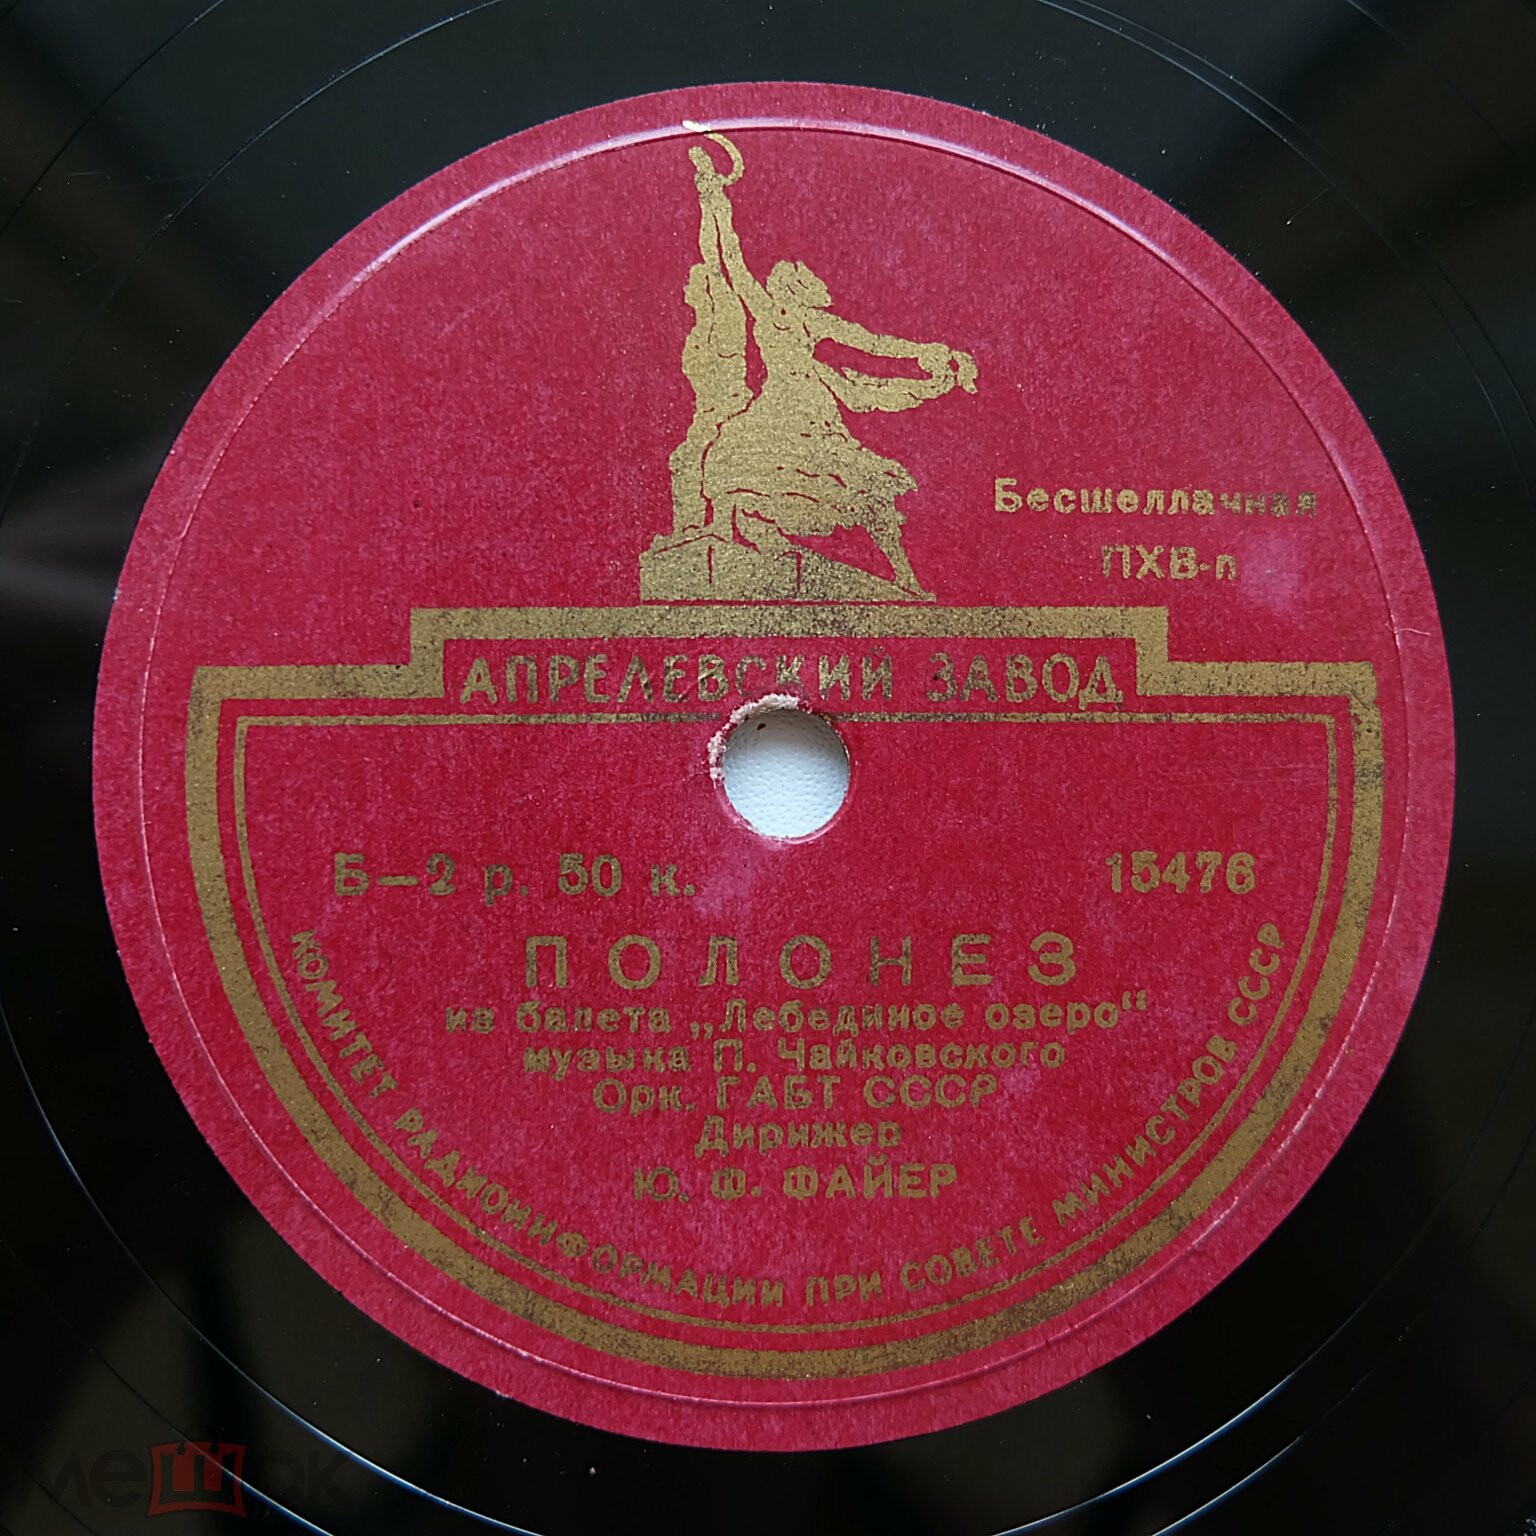 Бесшеллачная
ПХВ-п
АПРЕЛЕВСКИЙ ЗАВОД
Б—2 р. 50 к.
15476
ПОЛОНЕЗ
из балета „Лебединое озеро“
музыка П. Чайковского
Орк. ГАБТ СССР
Дирижер
Ю. Ф. ФАЙЕР
КОМИТЕТ РАДИОИНФОРМАЦИИ ПРИ СОВЕТЕ МИНИСТРОВ СССР
мешок